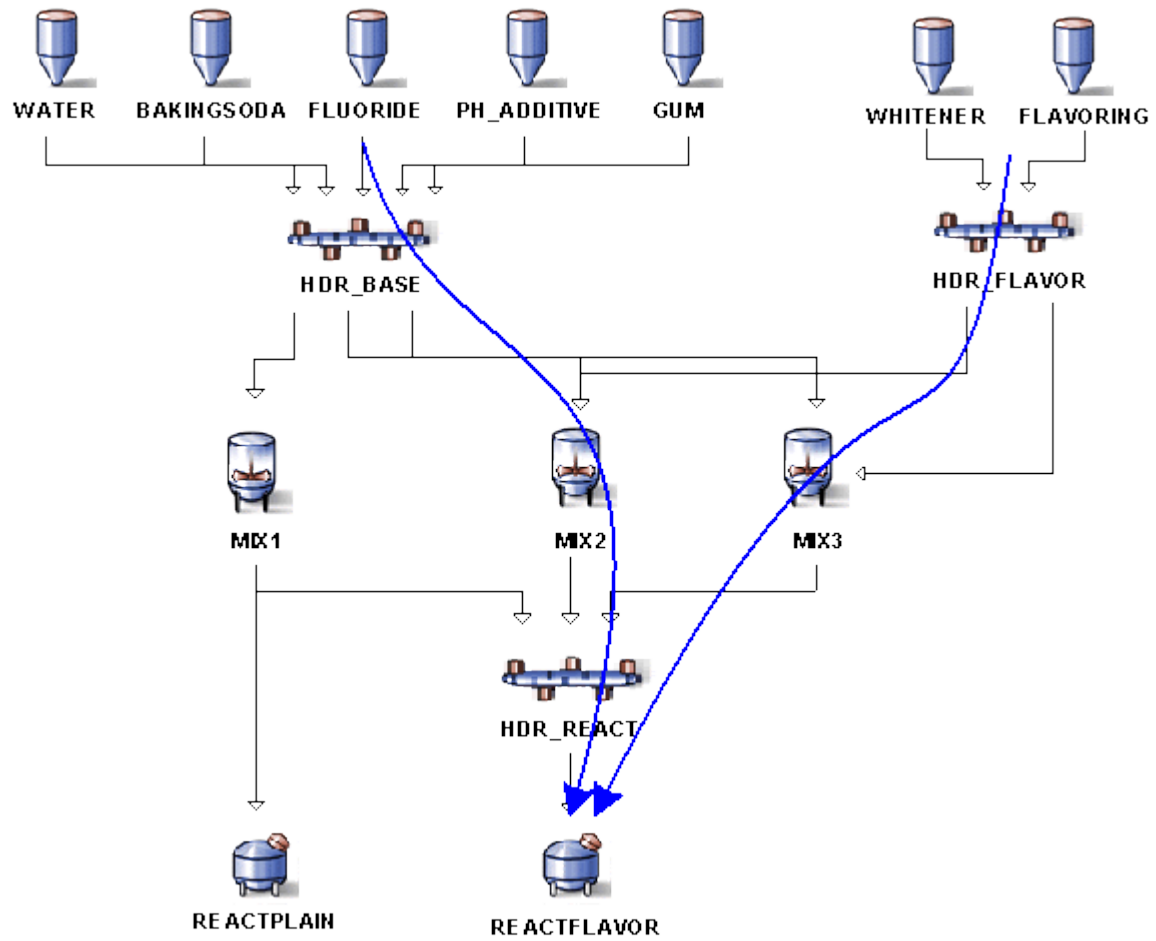 WATER
BAKINGSODA
FLUORIDE
PH_ADDITIVE
GUM
WHITENER
FLAVORING
HDR_BASE
HDR_FLAVOR
MIX1
MIX2
MIX3
HDR_REACT
REACTPLAIN
REACTFLAVOR